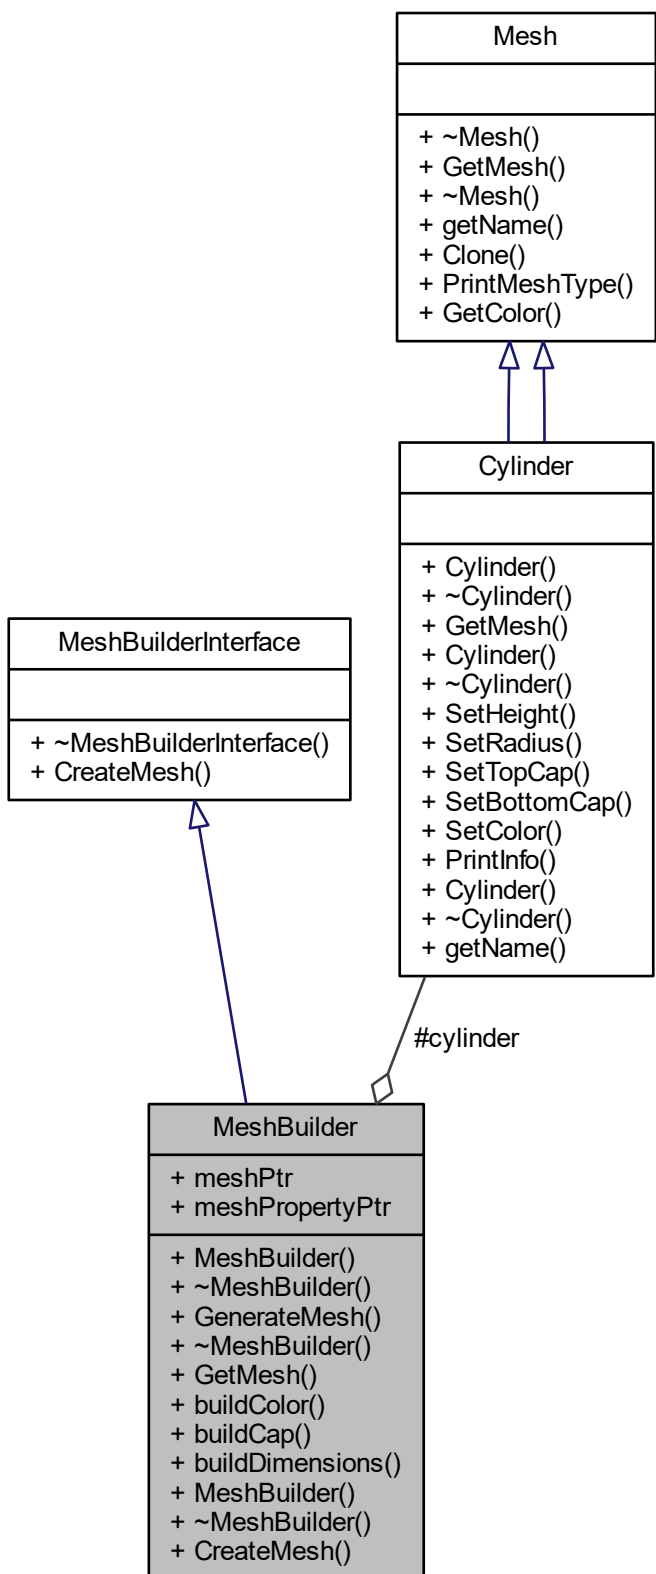 Mesh
+ ~Mesh()
+ GetMesh()
+ ~Mesh()
+ getName()
+ Clone()
+ PrintMeshType()
+ GetColor()
Cylinder
+ Cylinder()
+ ~Cylinder()
+ GetMesh()
+ Cylinder()
+ ~Cylinder()
+ SetHeight()
+ SetRadius()
+ SetTopCap()
+ SetBottomCap()
+ SetColor()
+ PrintInfo()
+ Cylinder()
+ ~Cylinder()
+ getName()
MeshBuilderInterface
+ ~MeshBuilderInterface()
+ CreateMesh()
#cylinder
MeshBuilder
+ meshPtr
+ meshPropertyPtr
+ MeshBuilder()
+ ~MeshBuilder()
+ GenerateMesh()
+ ~MeshBuilder()
+ GetMesh()
+ buildColor()
+ buildCap()
+ buildDimensions()
+ MeshBuilder()
+ ~MeshBuilder()
+ CreateMesh()